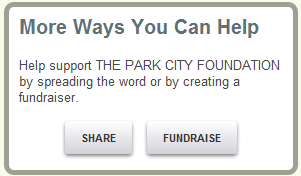 More Ways You Can Help
Help support THE PARK CITY FOUNDATION
by spreading the word or by creating a
fundraiser.
SHARE FUNDRAISE